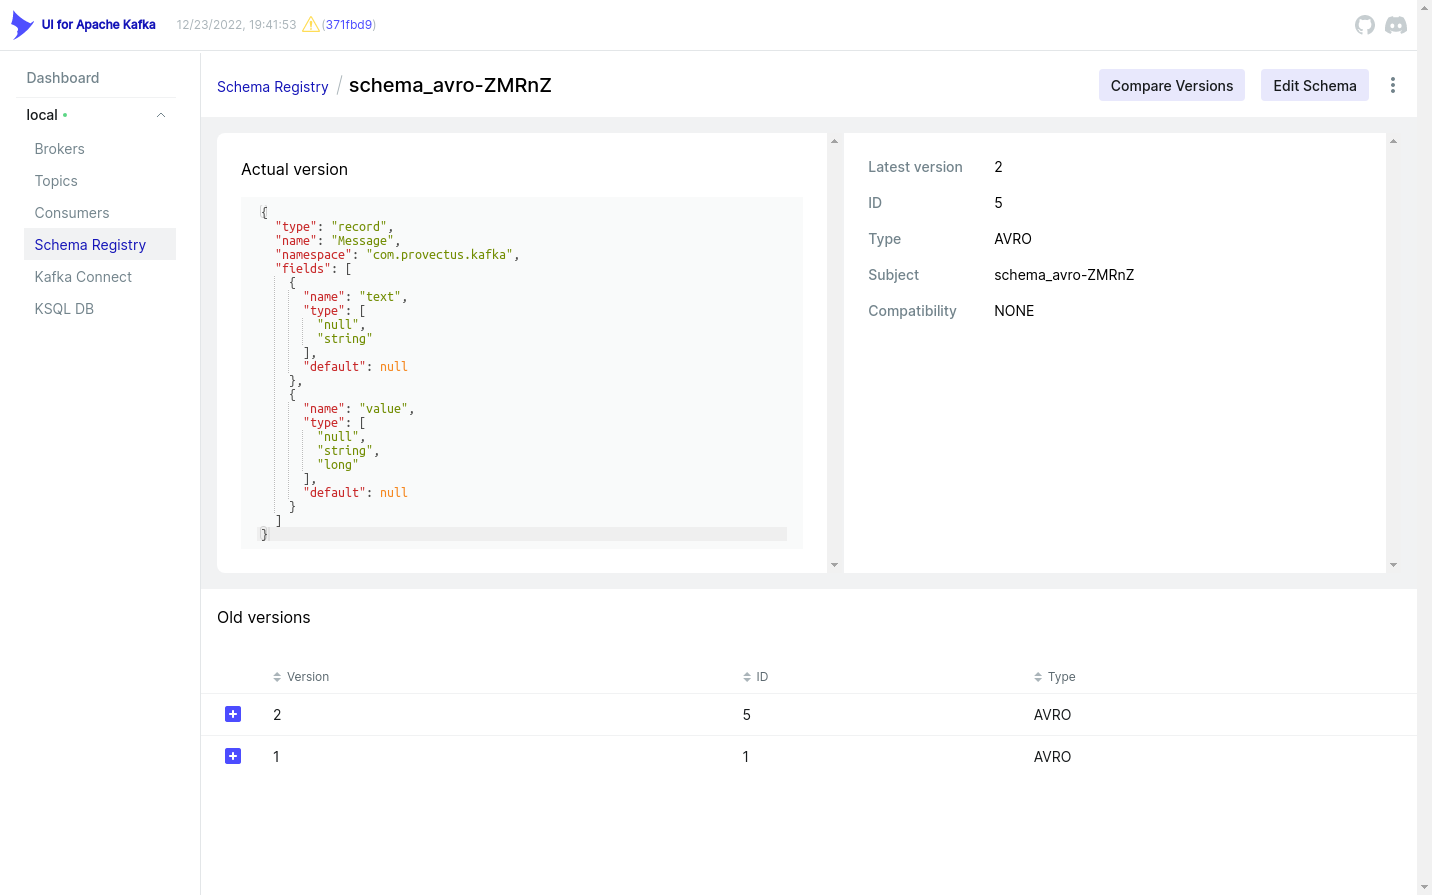 UI for Apache Kafka 12/23/2022, 19:41:53 (371fbd9)
Dashboard
local
Brokers
Topics
Consumers
Schema Registry
Kafka Connect
KSQL DB
Schema Registry / schema_avro-ZMRnZ
Compare Versions Edit Schema
Actual version
{
"type": "record",
"name": "Message",
"namespace": "com.provectus.kafka",
"fields": [
{
"name": "text",
"type": [
"null",
"string"
],
"default": null
},
{
"name": "value",
"type": [
"null",
"string",
"long"
],
"default": null
}
]
}
Latest version 2
ID 5
Type AVRO
Subject schema_avro-ZMRnZ
Compatibility NONE
Old versions
Version ID Type
2 5 AVRO
1 1 AVRO